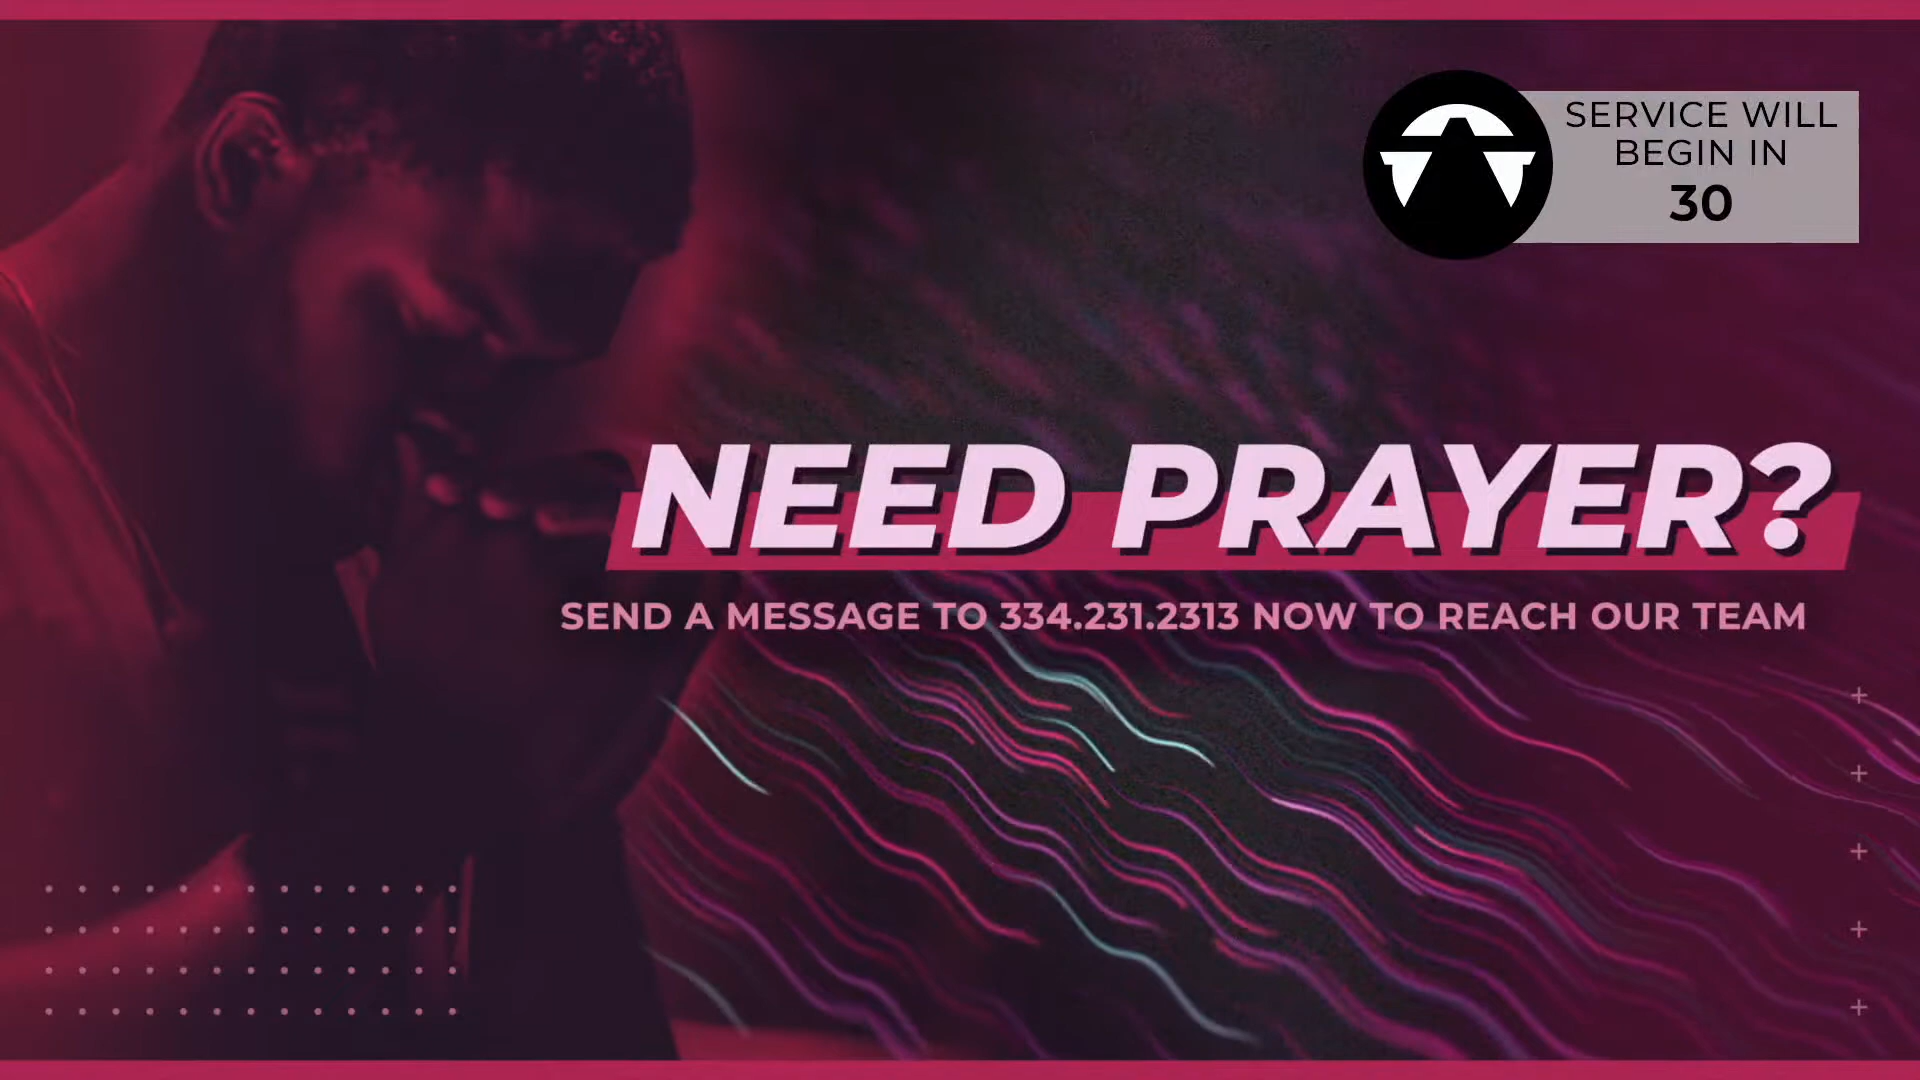 SERVICE WILL
BEGIN IN
30
NEED PRAYER?
SEND A MESSAGE TO 334.231.2313 NOW TO REACH OUR TEAM